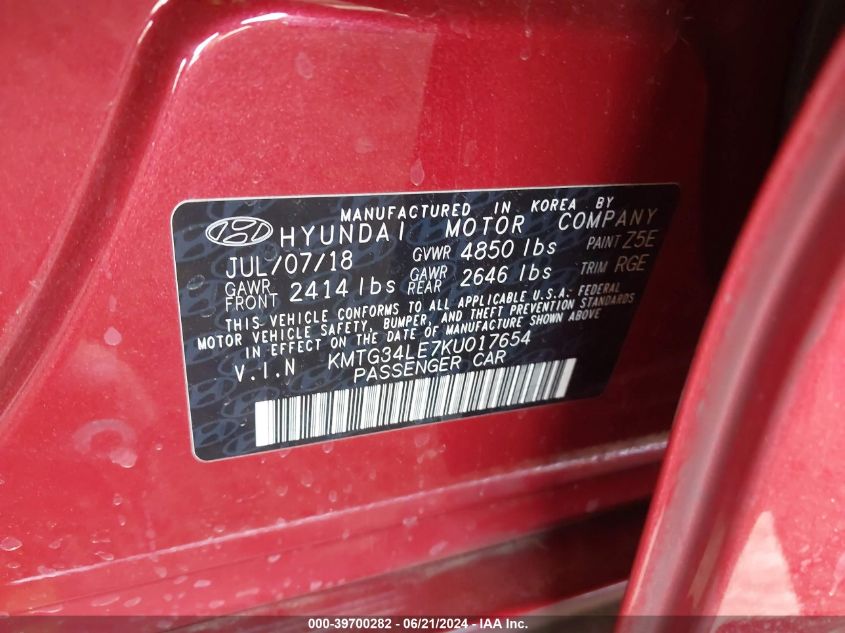 MANUFACTURED IN KOREA BY
HYUNDAI MOTOR COMPANY
JUL/07/18 GVWR 4850 lbs PAINT Z5E
GAWR FRONT 2414 lbs GAWR REAR 2646 lbs TRIM RGE
THIS VEHICLE CONFORMS TO ALL APPLICABLE U.S.A. FEDERAL
MOTOR VEHICLE SAFETY, BUMPER, AND THEFT PREVENTION STANDARDS
IN EFFECT ON THE DATE OF MANUFACTURE SHOWN ABOVE
V.I.N KMTG34LE7KU017654
PASSENGER CAR
000-39700282 - 06/21/2024 - IAA Inc.